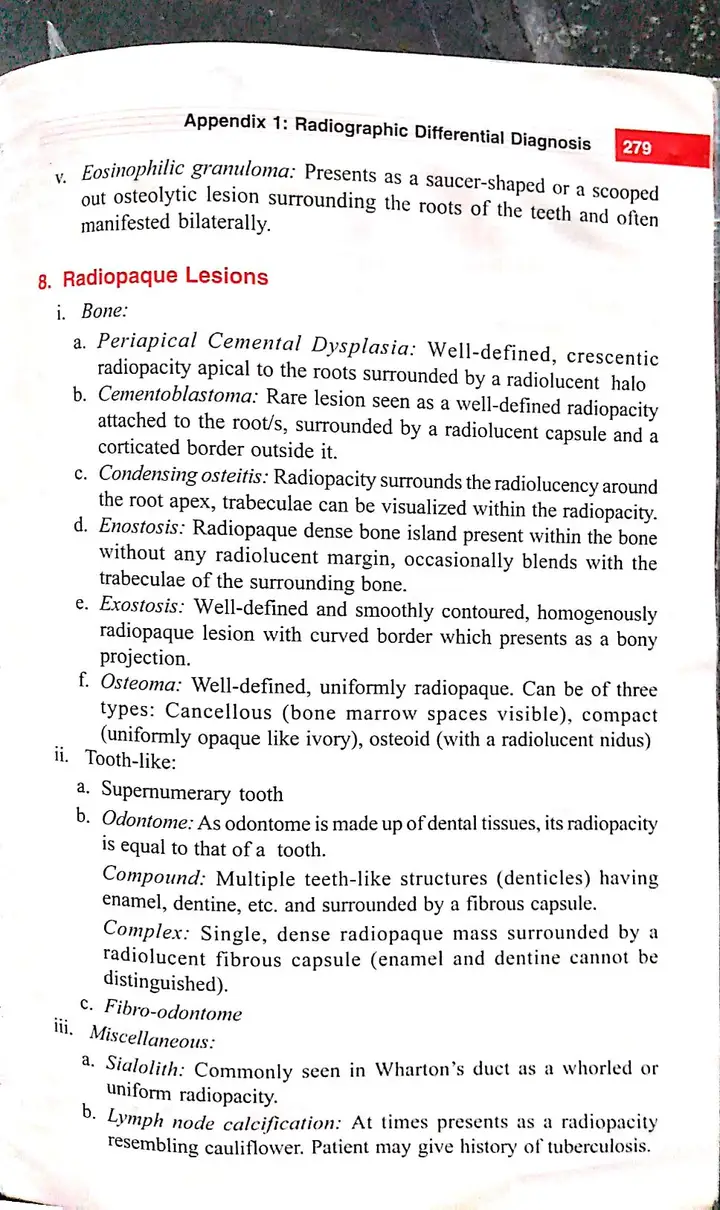 Appendix 1: Radiographic Differential Diagnosis 279
v. Eosinophilic granuloma: Presents as a saucer-shaped or a scooped
out osteolytic lesion surrounding the roots of the teeth and often
manifested bilaterally.
8. Radiopaque Lesions
i. Bone:
a. Periapical Cemental Dysplasia: Well-defined, crescentic
radiopacity apical to the roots surrounded by a radiolucent halo
b. Cementoblastoma: Rare lesion seen as a well-defined radiopacity
attached to the root/s, surrounded by a radiolucent capsule and a
corticated border outside it.
c. Condensing osteitis: Radiopacity surrounds the radiolucency around
the root apex, trabeculae can be visualized within the radiopacity.
d. Enostosis: Radiopaque dense bone island present within the bone
without any radiolucent margin, occasionally blends with the
trabeculae of the surrounding bone.
e. Exostosis: Well-defined and smoothly contoured, homogenously
radiopaque lesion with curved border which presents as a bony
projection.
f. Osteoma: Well-defined, uniformly radiopaque. Can be of three
types: Cancellous (bone marrow spaces visible), compact
(uniformly opaque like ivory), osteoid (with a radiolucent nidus)
ii. Tooth-like:
a. Supernumerary tooth
b. Odontome: As odontome is made up of dental tissues, its radiopacity
is equal to that of a tooth.
Compound: Multiple teeth-like structures (denticles) having
enamel, dentine, etc. and surrounded by a fibrous capsule.
Complex: Single, dense radiopaque mass surrounded by a
radiolucent fibrous capsule (enamel and dentine cannot be
distinguished).
c. Fibro-odontome
iii. Miscellaneous:
a. Sialolith: Commonly seen in Wharton's duct as a whorled or
uniform radiopacity.
b. Lymph node calcification: At times presents as a radiopacity
resembling cauliflower. Patient may give history of tuberculosis.